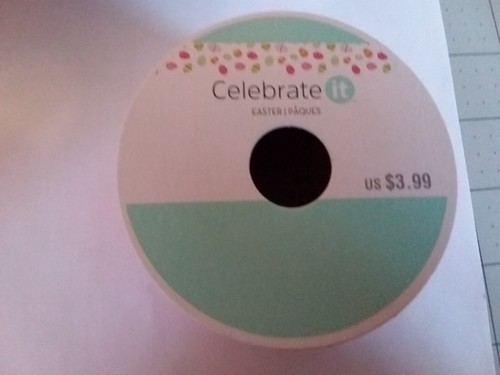 Celebrate it
EASTER | PÂQUES
US $3.99